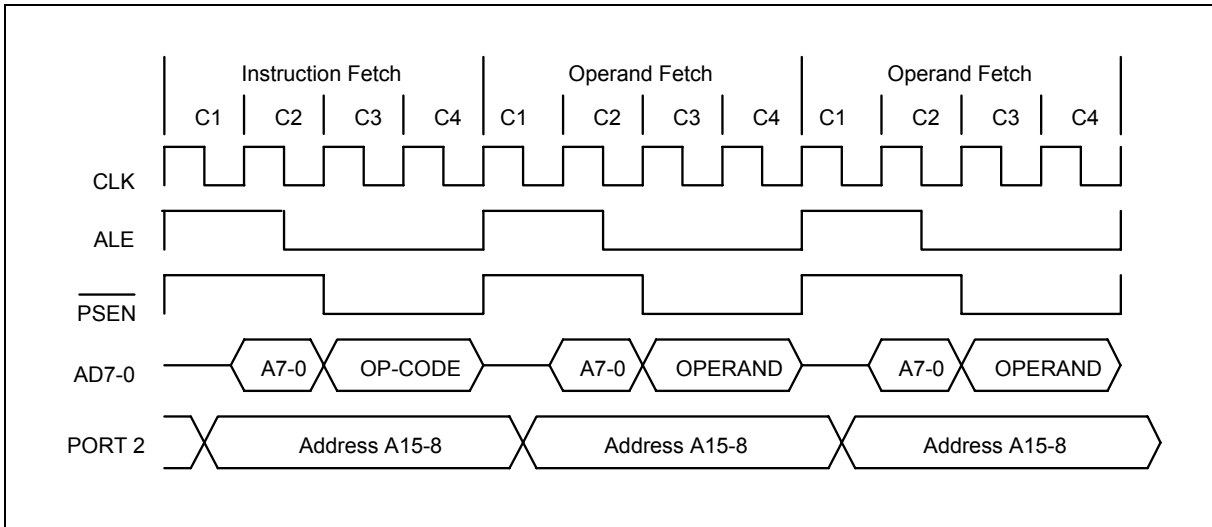 Instruction Fetch Operand Fetch Operand Fetch
C1 C2 C3 C4 C1 C2 C3 C4 C1 C2 C3 C4
CLK
ALE
PSEN
AD7-0 A7-0 OP-CODE A7-0 OPERAND A7-0 OPERAND
PORT 2 Address A15-8 Address A15-8 Address A15-8